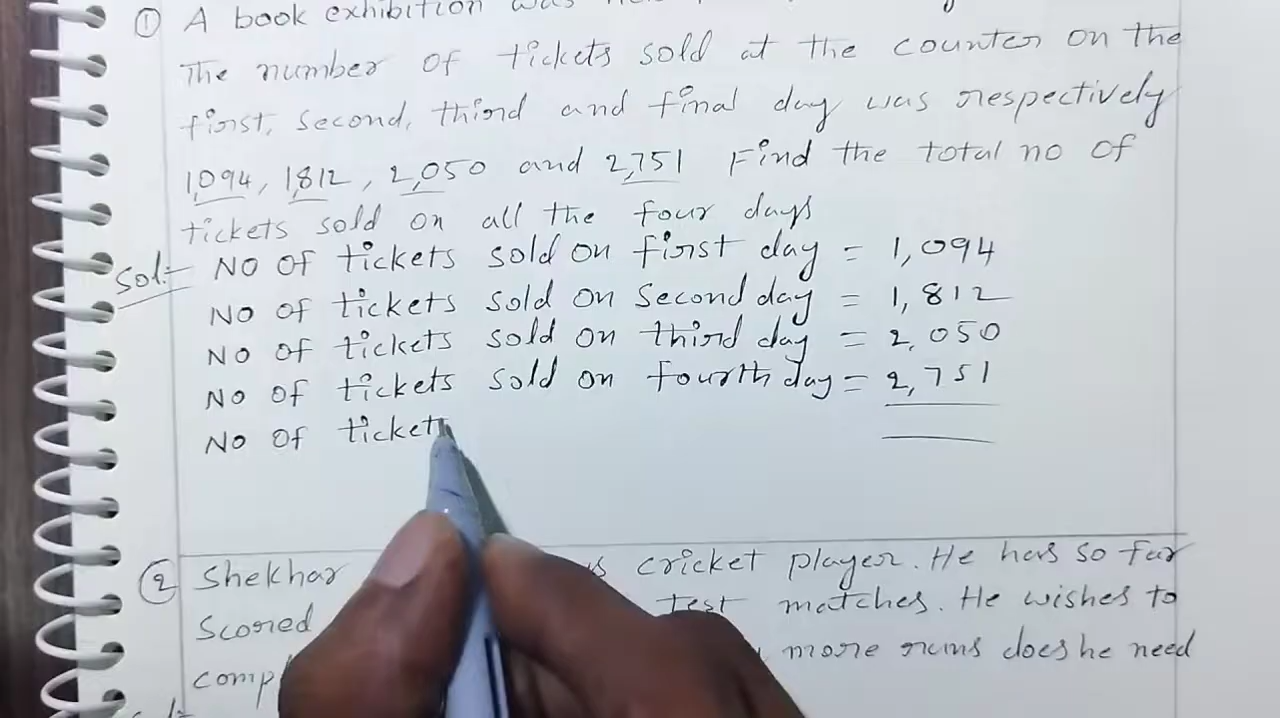 ① A book exhibition was
The number of tickets sold at the counter on the
first, second, third and final day was respectively
1,094, 1,812, 2,050 and 2,751 Find the total no of
tickets sold on all the four days
Sol:- No of tickets sold on first day = 1,094
No of tickets sold on second day = 1,812
No of tickets sold on third day = 2,050
No of tickets sold on fourth day = 2,751
No of ticket
② Shekhar cricket player. He has so far
Scored test matches. He wishes to
more runs does he need